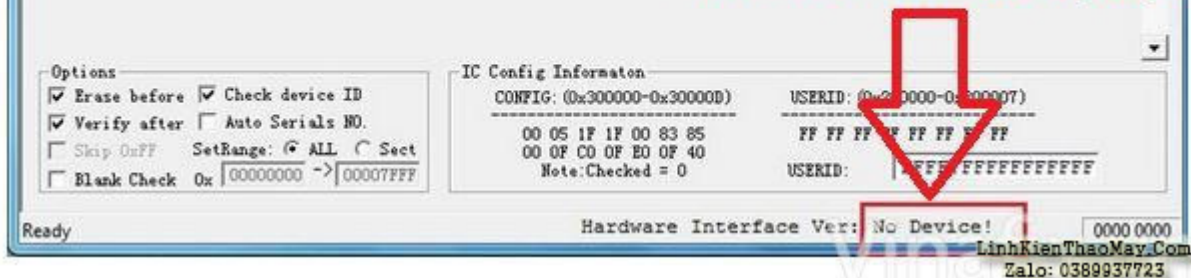 Options
Erase before Check device ID
Verify after Auto Serials NO.
Skip 0xFF SetRange: ALL Sect
Blank Check 0x 00000000 -> 00007FFF
IC Config Informaton
CONFIG: (0x300000-0x30000D)
00 05 1F 1F 00 83 85
00 0F C0 0F E0 0F 40
Note:Checked = 0
USERID:
FF FF FF FF FF
USERID:
Ready
Hardware Interface Ver: No Device!
0000 0000
LinhKienThaoMay.Com
Zalo: 0389937723